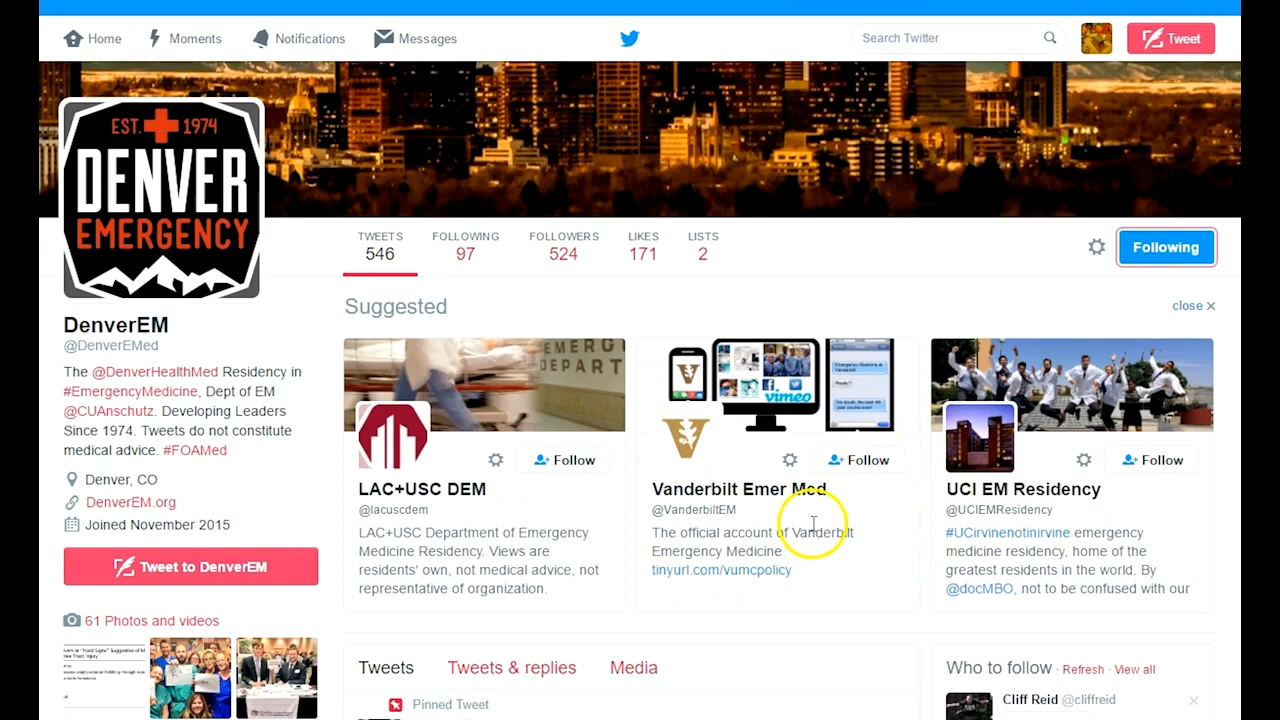 Home
Moments
Notifications
Messages
Search Twitter
Tweet
EST. 1974
DENVER
EMERGENCY
TWEETS
546
FOLLOWING
97
FOLLOWERS
524
LIKES
171
LISTS
2
Following
DenverEM
@DenverEMed
The @DenverHealthMed Residency in
#EmergencyMedicine, Dept of EM
@CUAnschutz. Developing Leaders
Since 1974. Tweets do not constitute
medical advice. #FOAMed
Denver, CO
DenverEM.org
Joined November 2015
Tweet to DenverEM
61 Photos and videos
Suggested
close
EMERG
DEPART
Follow
LAC+USC DEM
@lacuscdem
LAC+USC Department of Emergency
Medicine Residency. Views are
residents' own, not medical advice, not
representative of organization.
vimeo
Follow
Vanderbilt Emer Med
@VanderbiltEM
The official account of Vanderbilt
Emergency Medicine
tinyurl.com/vumcpolicy
Follow
UCI EM Residency
@UCIEMResidency
#UCirvinenotinirvine emergency
medicine residency, home of the
greatest residents in the world. By
@docMBO, not to be confused with our
Tweets
Tweets & replies
Media
Pinned Tweet
Who to follow · Refresh · View all
Cliff Reid @cliffreid